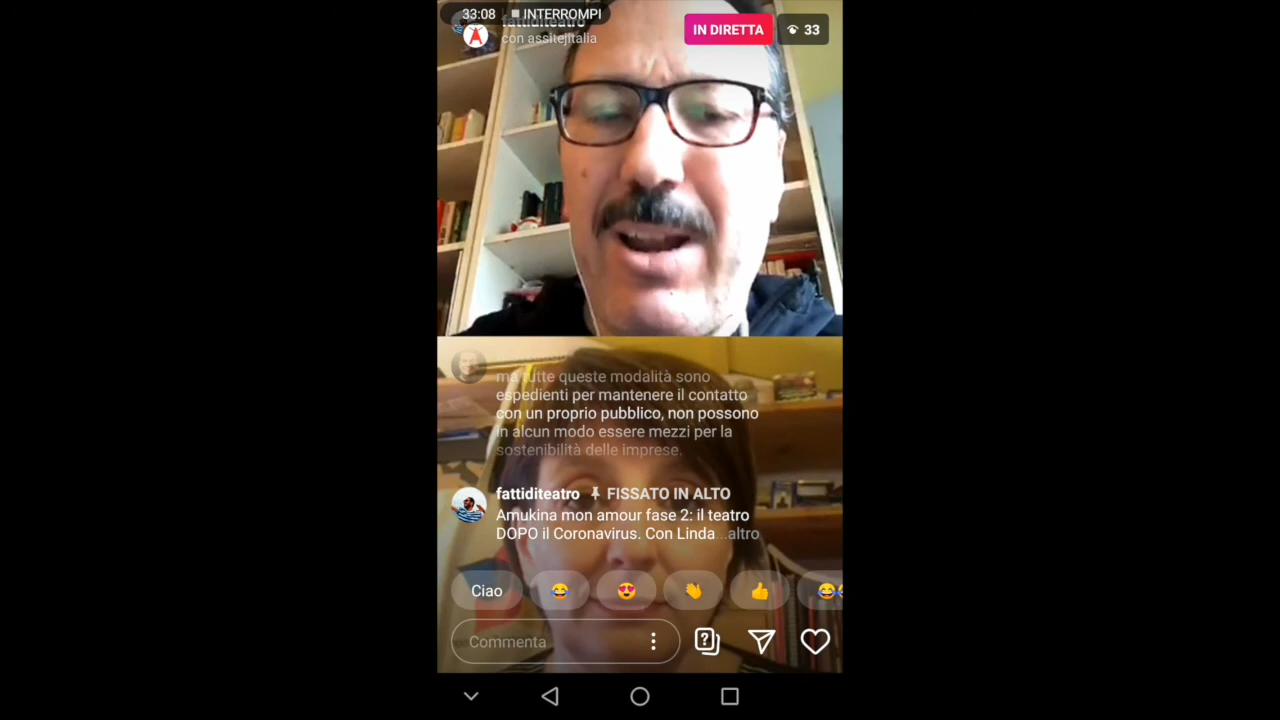 33:08 INTERROMPI
fattiditeatro
con assitejitalia
IN DIRETTA
33
ma tutte queste modalità sono
espedienti per mantenere il contatto
con un proprio pubblico, non possono
in alcun modo essere mezzi per la
sostenibilità delle imprese.
fattiditeatro FISSATO IN ALTO
Amukina mon amour fase 2: il teatro
DOPO il Coronavirus. Con Linda...altro
Ciao
Commenta